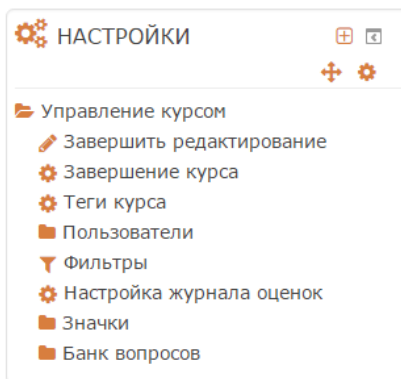 НАСТРОЙКИ
Управление курсом
Завершить редактирование
Завершение курса
Теги курса
Пользователи
Фильтры
Настройка журнала оценок
Значки
Банк вопросов